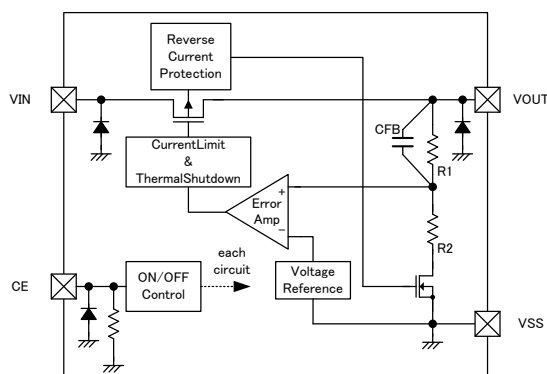 Reverse
Current
Protection
VIN
VOUT
CFB
CurrentLimit
&
ThermalShutdown
R1
+
Error
Amp
−
R2
each
circuit
CE
ON/OFF
Control
Voltage
Reference
VSS